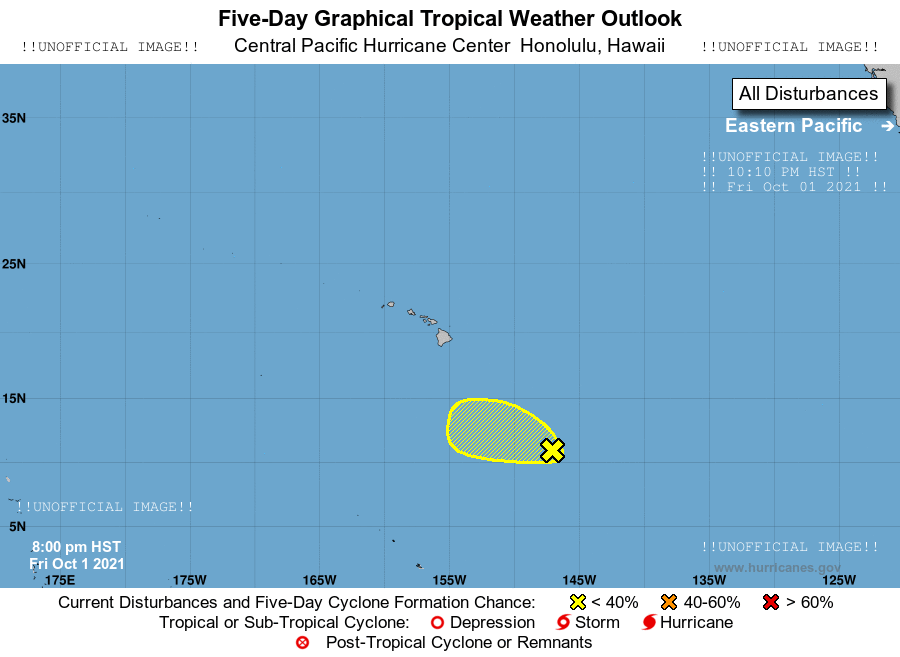 Five-Day Graphical Tropical Weather Outlook
!!UNOFFICIAL IMAGE!! Central Pacific Hurricane Center Honolulu, Hawaii !!UNOFFICIAL IMAGE!!
All Disturbances
35N
Eastern Pacific →
!!UNOFFICIAL IMAGE!!
!! 10:10 PM HST !!
!! Fri Oct 01 2021 !!
25N
15N
!!UNOFFICIAL IMAGE!!
5N
8:00 pm HST
Fri Oct 1 2021
!!UNOFFICIAL IMAGE!!
www.hurricanes.gov
175E 175W 165W 155W 145W 135W 125W
Current Disturbances and Five-Day Cyclone Formation Chance: < 40% 40-60% > 60%
Tropical or Sub-Tropical Cyclone: Depression Storm Hurricane
Post-Tropical Cyclone or Remnants